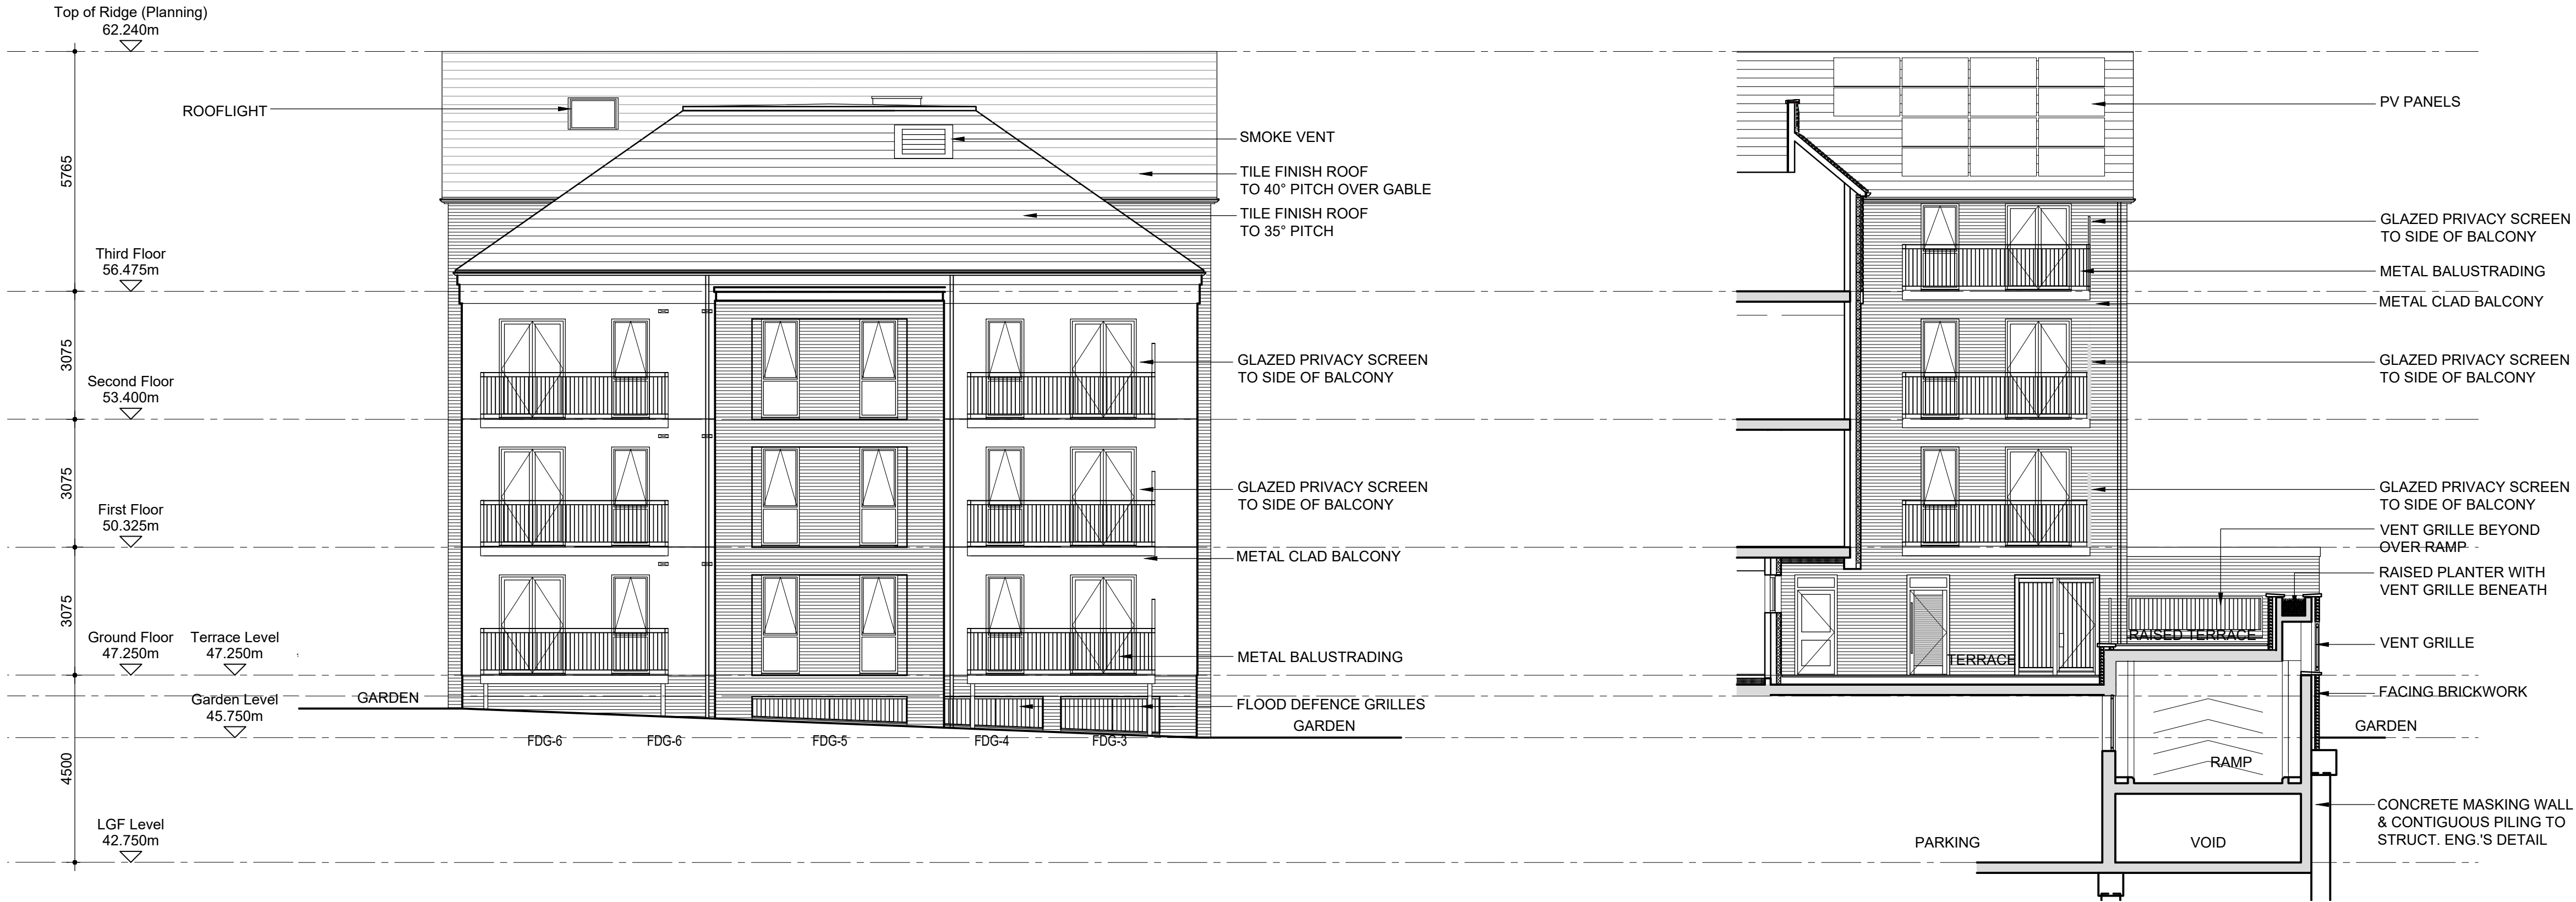 Top of Ridge (Planning)
62.240m
5765
Third Floor
56.475m
3075
Second Floor
53.400m
3075
First Floor
50.325m
3075
Ground Floor
47.250m
Terrace Level
47.250m
Garden Level
45.750m
4500
LGF Level
42.750m
ROOFLIGHT
SMOKE VENT
TILE FINISH ROOF
TO 40° PITCH OVER GABLE
TILE FINISH ROOF
TO 35° PITCH
GLAZED PRIVACY SCREEN
TO SIDE OF BALCONY
GLAZED PRIVACY SCREEN
TO SIDE OF BALCONY
METAL CLAD BALCONY
METAL BALUSTRADING
FLOOD DEFENCE GRILLES
GARDEN
GARDEN
FDG-6
FDG-6
FDG-5
FDG-4
FDG-3
PV PANELS
GLAZED PRIVACY SCREEN
TO SIDE OF BALCONY
METAL BALUSTRADING
METAL CLAD BALCONY
GLAZED PRIVACY SCREEN
TO SIDE OF BALCONY
GLAZED PRIVACY SCREEN
TO SIDE OF BALCONY
VENT GRILLE BEYOND
OVER RAMP
RAISED PLANTER WITH
VENT GRILLE BENEATH
RAISED TERRACE
VENT GRILLE
TERRACE
FACING BRICKWORK
GARDEN
RAMP
CONCRETE MASKING WALL
& CONTIGUOUS PILING TO
STRUCT. ENG.'S DETAIL
PARKING
VOID